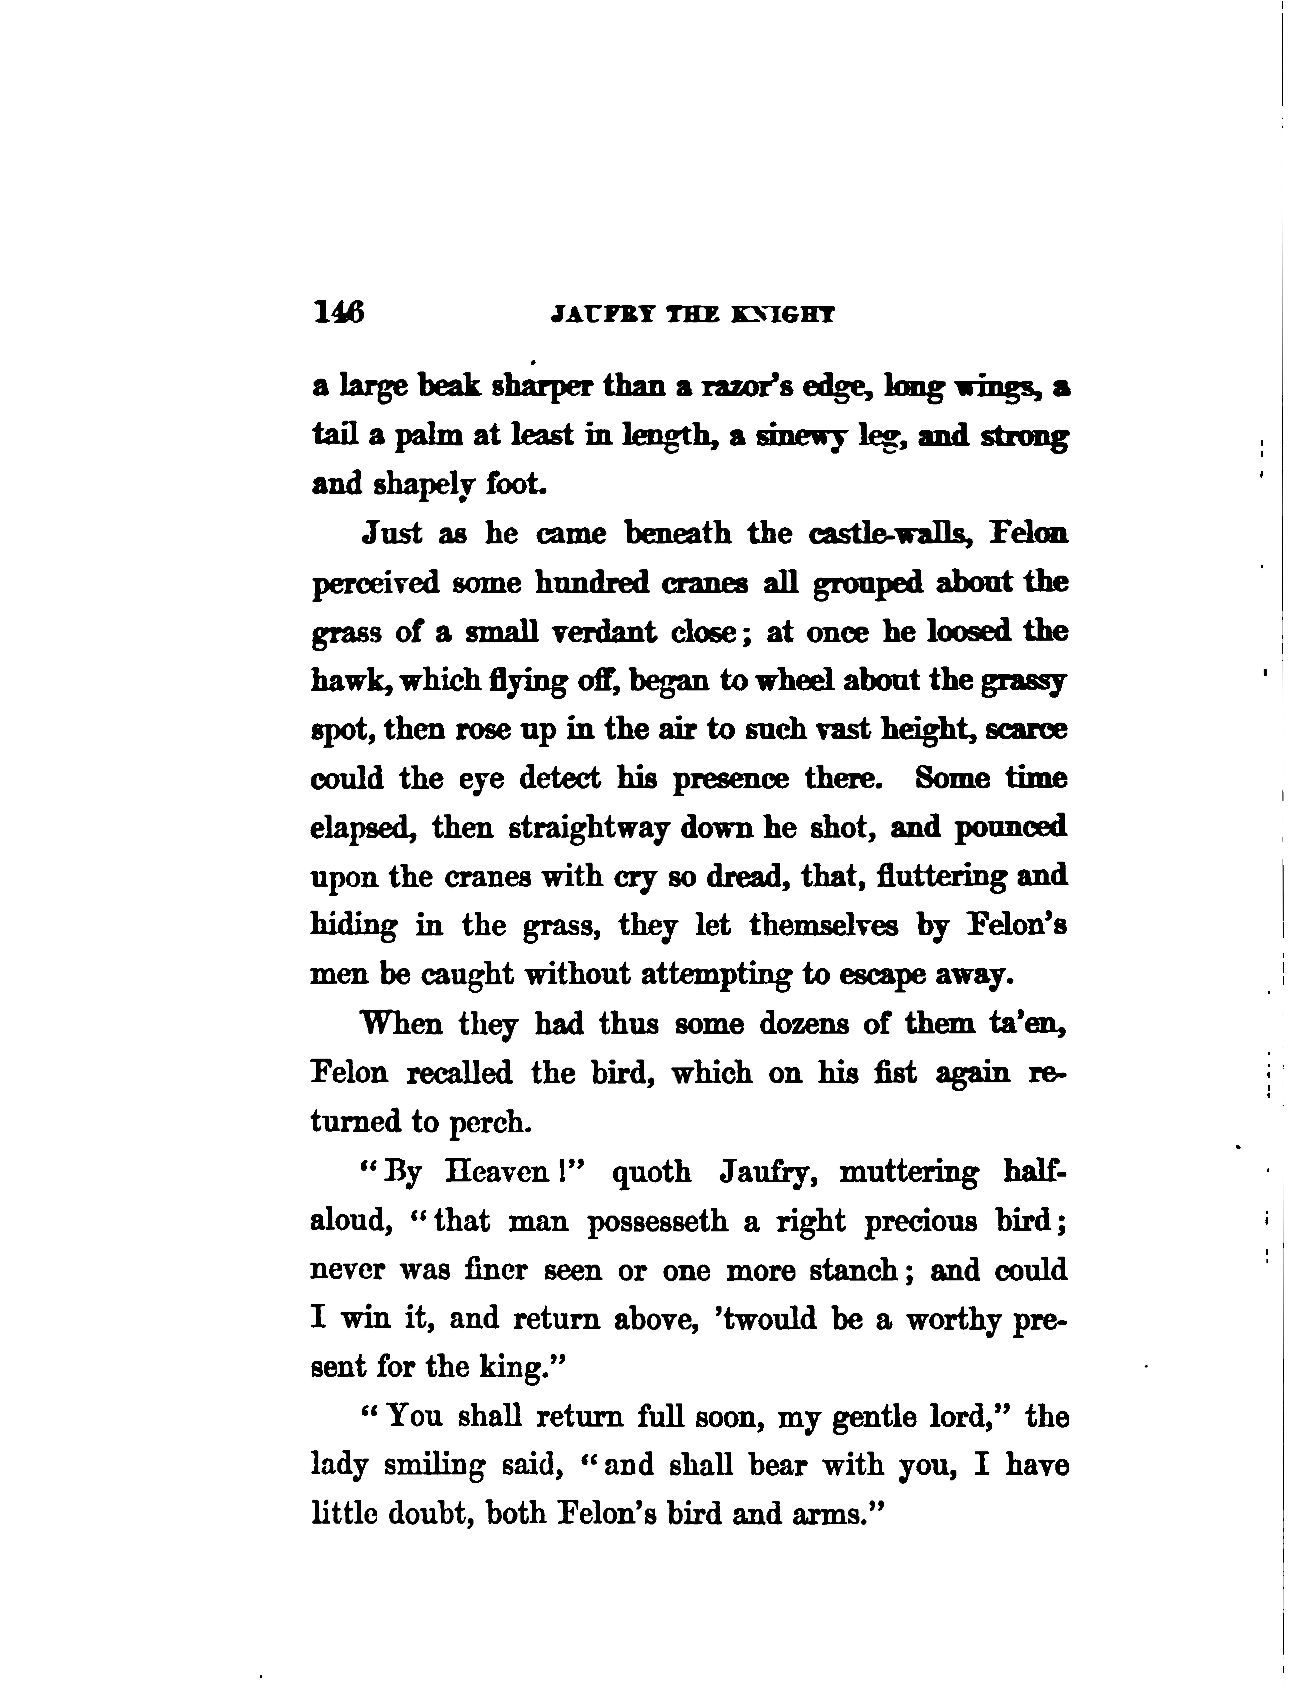 146 JAUFRY THE KNIGHT
a large beak sharper than a razor's edge, long wings, a
tail a palm at least in length, a sinewy leg, and strong
and shapely foot.
Just as he came beneath the castle-walls, Felon
perceived some hundred cranes all grouped about the
grass of a small verdant close; at once he loosed the
hawk, which flying off, began to wheel about the grassy
spot, then rose up in the air to such vast height, scarce
could the eye detect his presence there. Some time
elapsed, then straightway down he shot, and pounced
upon the cranes with cry so dread, that, fluttering and
hiding in the grass, they let themselves by Felon's
men be caught without attempting to escape away.
When they had thus some dozens of them ta'en,
Felon recalled the bird, which on his fist again re-
turned to perch.
"By Heaven!" quoth Jaufry, muttering half-
aloud, "that man possesseth a right precious bird;
never was finer seen or one more stanch; and could
I win it, and return above, 'twould be a worthy pre-
sent for the king."
"You shall return full soon, my gentle lord," the
lady smiling said, "and shall bear with you, I have
little doubt, both Felon's bird and arms."